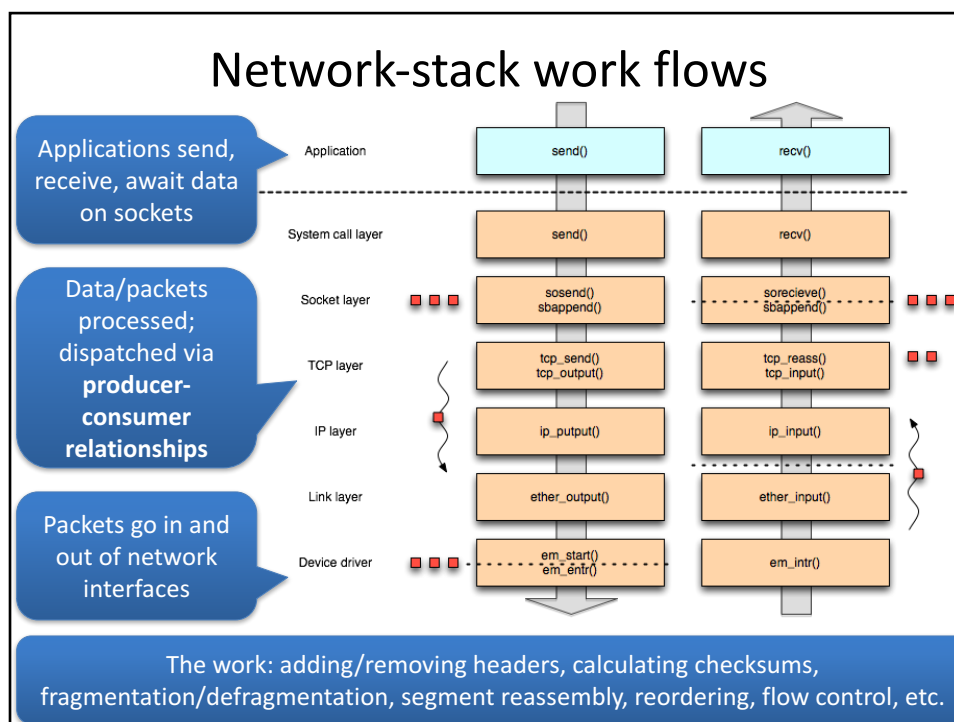 Network-stack work flows
Applications send,
receive, await data
on sockets
Application
send()
recv()
System call layer
send()
recv()
Data/packets
processed;
dispatched via
producer-
consumer
relationships
Socket layer
sosend()
sbappend()
sorecieve()
sbappend()
TCP layer
tcp_send()
tcp_output()
tcp_reass()
tcp_input()
IP layer
ip_putput()
ip_input()
Link layer
ether_output()
ether_input()
Packets go in and
out of network
interfaces
Device driver
em_start()
em_entr()
em_intr()
The work: adding/removing headers, calculating checksums,
fragmentation/defragmentation, segment reassembly, reordering, flow control, etc.